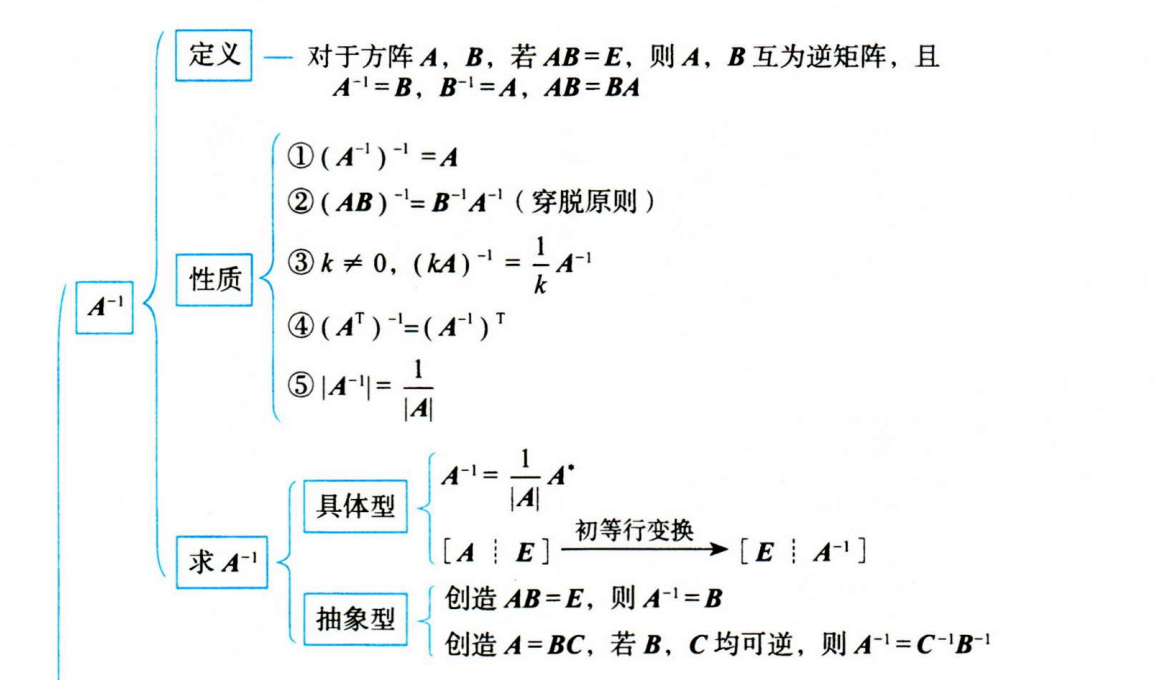 定义
对于方阵 A，B，若 AB=E，则 A，B 互为逆矩阵，且
A⁻¹=B，B⁻¹=A，AB=BA
①(A⁻¹)⁻¹=A
②(AB)⁻¹=B⁻¹A⁻¹(穿脱原则)
性质
③k ≠ 0，(kA)⁻¹ = 1/k A⁻¹
A⁻¹
④(Aᵀ)⁻¹=(A⁻¹)ᵀ
⑤|A⁻¹|= 1/|A|
具体型
A⁻¹= 1/|A| A*
初等行变换
[A ┊ E] → [E ┊ A⁻¹]
求 A⁻¹
抽象型
创造 AB=E，则 A⁻¹=B
创造 A=BC，若 B，C 均可逆，则 A⁻¹=C⁻¹B⁻¹